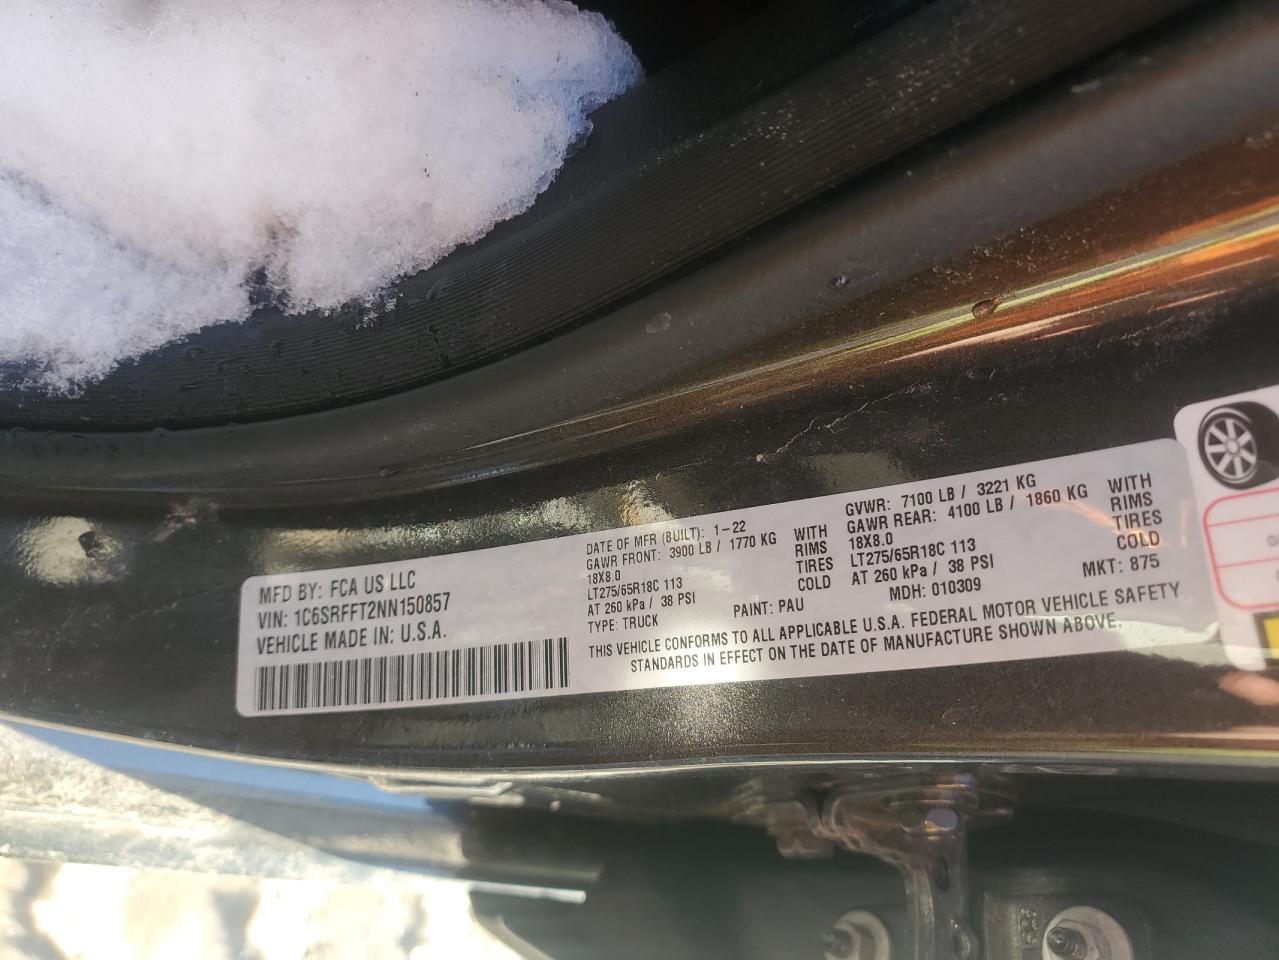 MFD BY: FCA US LLC
VIN: 1C6SRFFT2NN150857
VEHICLE MADE IN: U.S.A.
DATE OF MFR (BUILT): 1-22
GAWR FRONT: 3900 LB / 1770 KG WITH
18X8.0 RIMS
LT275/65R18C 113 TIRES
AT 260 kPa / 38 PSI COLD
TYPE: TRUCK PAINT: PAU
GVWR: 7100 LB / 3221 KG
GAWR REAR: 4100 LB / 1860 KG WITH
18X8.0 RIMS
LT275/65R18C 113 TIRES
AT 260 kPa / 38 PSI COLD
MDH: 010309 MKT: 875
THIS VEHICLE CONFORMS TO ALL APPLICABLE U.S.A. FEDERAL MOTOR VEHICLE SAFETY
STANDARDS IN EFFECT ON THE DATE OF MANUFACTURE SHOWN ABOVE.